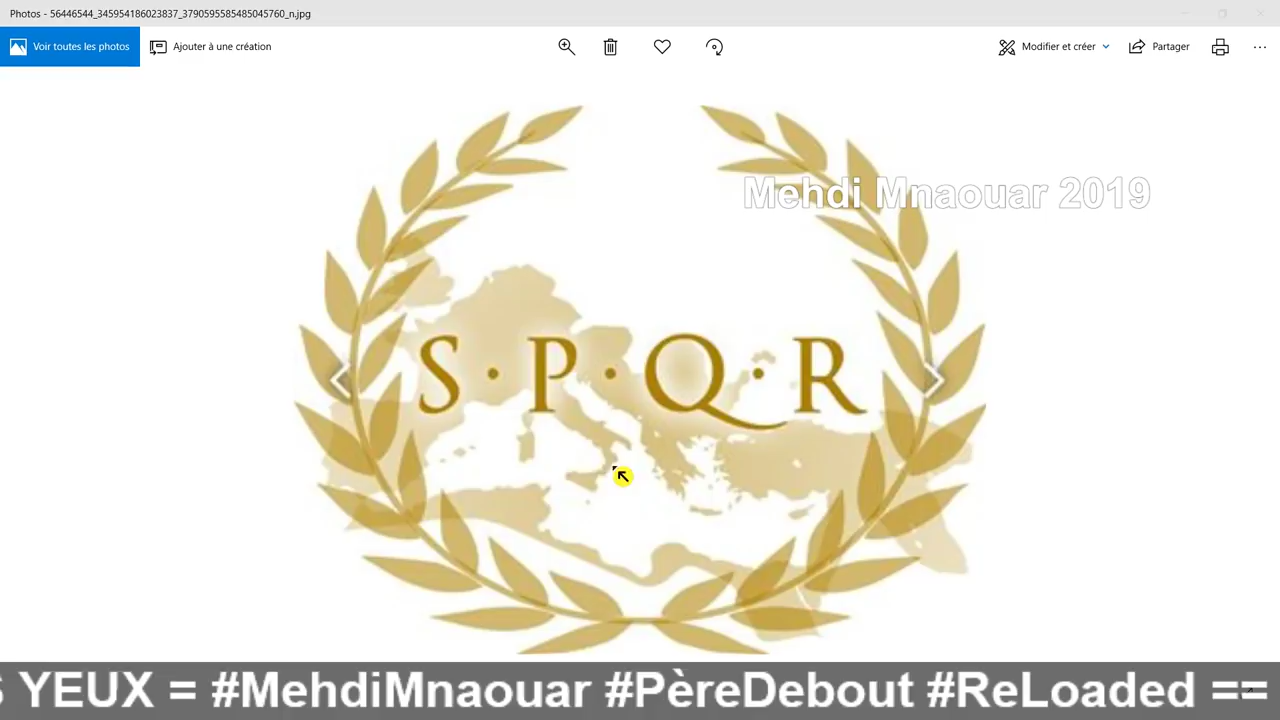 Photos - 56446544_345954186023837_3790595585485045760_n.jpg
Voir toutes les photos
Ajouter à une création
Modifier et créer
Partager
Mehdi Mnaouar 2019
S·P·Q·R
S YEUX = #MehdiMnaouar #PèreDebout #ReLoaded ==